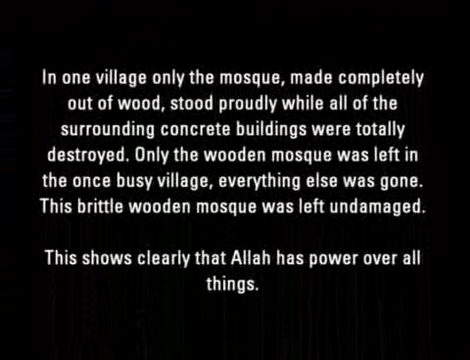 In one village only the mosque, made completely
out of wood, stood proudly while all of the
surrounding concrete buildings were totally
destroyed. Only the wooden mosque was left in
the once busy village, everything else was gone.
This brittle wooden mosque was left undamaged.
This shows clearly that Allah has power over all
things.